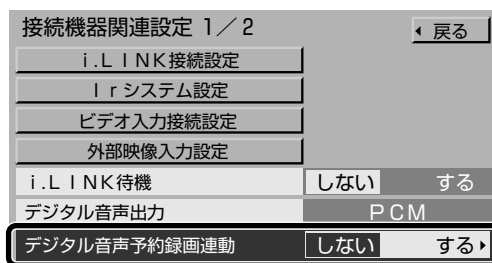 接続機器関連設定 1／2 戻る
i.LINK接続設定
Irシステム設定
ビデオ入力接続設定
外部映像入力設定
i.LINK待機 しない する
デジタル音声出力 PCM
デジタル音声予約録画連動 しない する